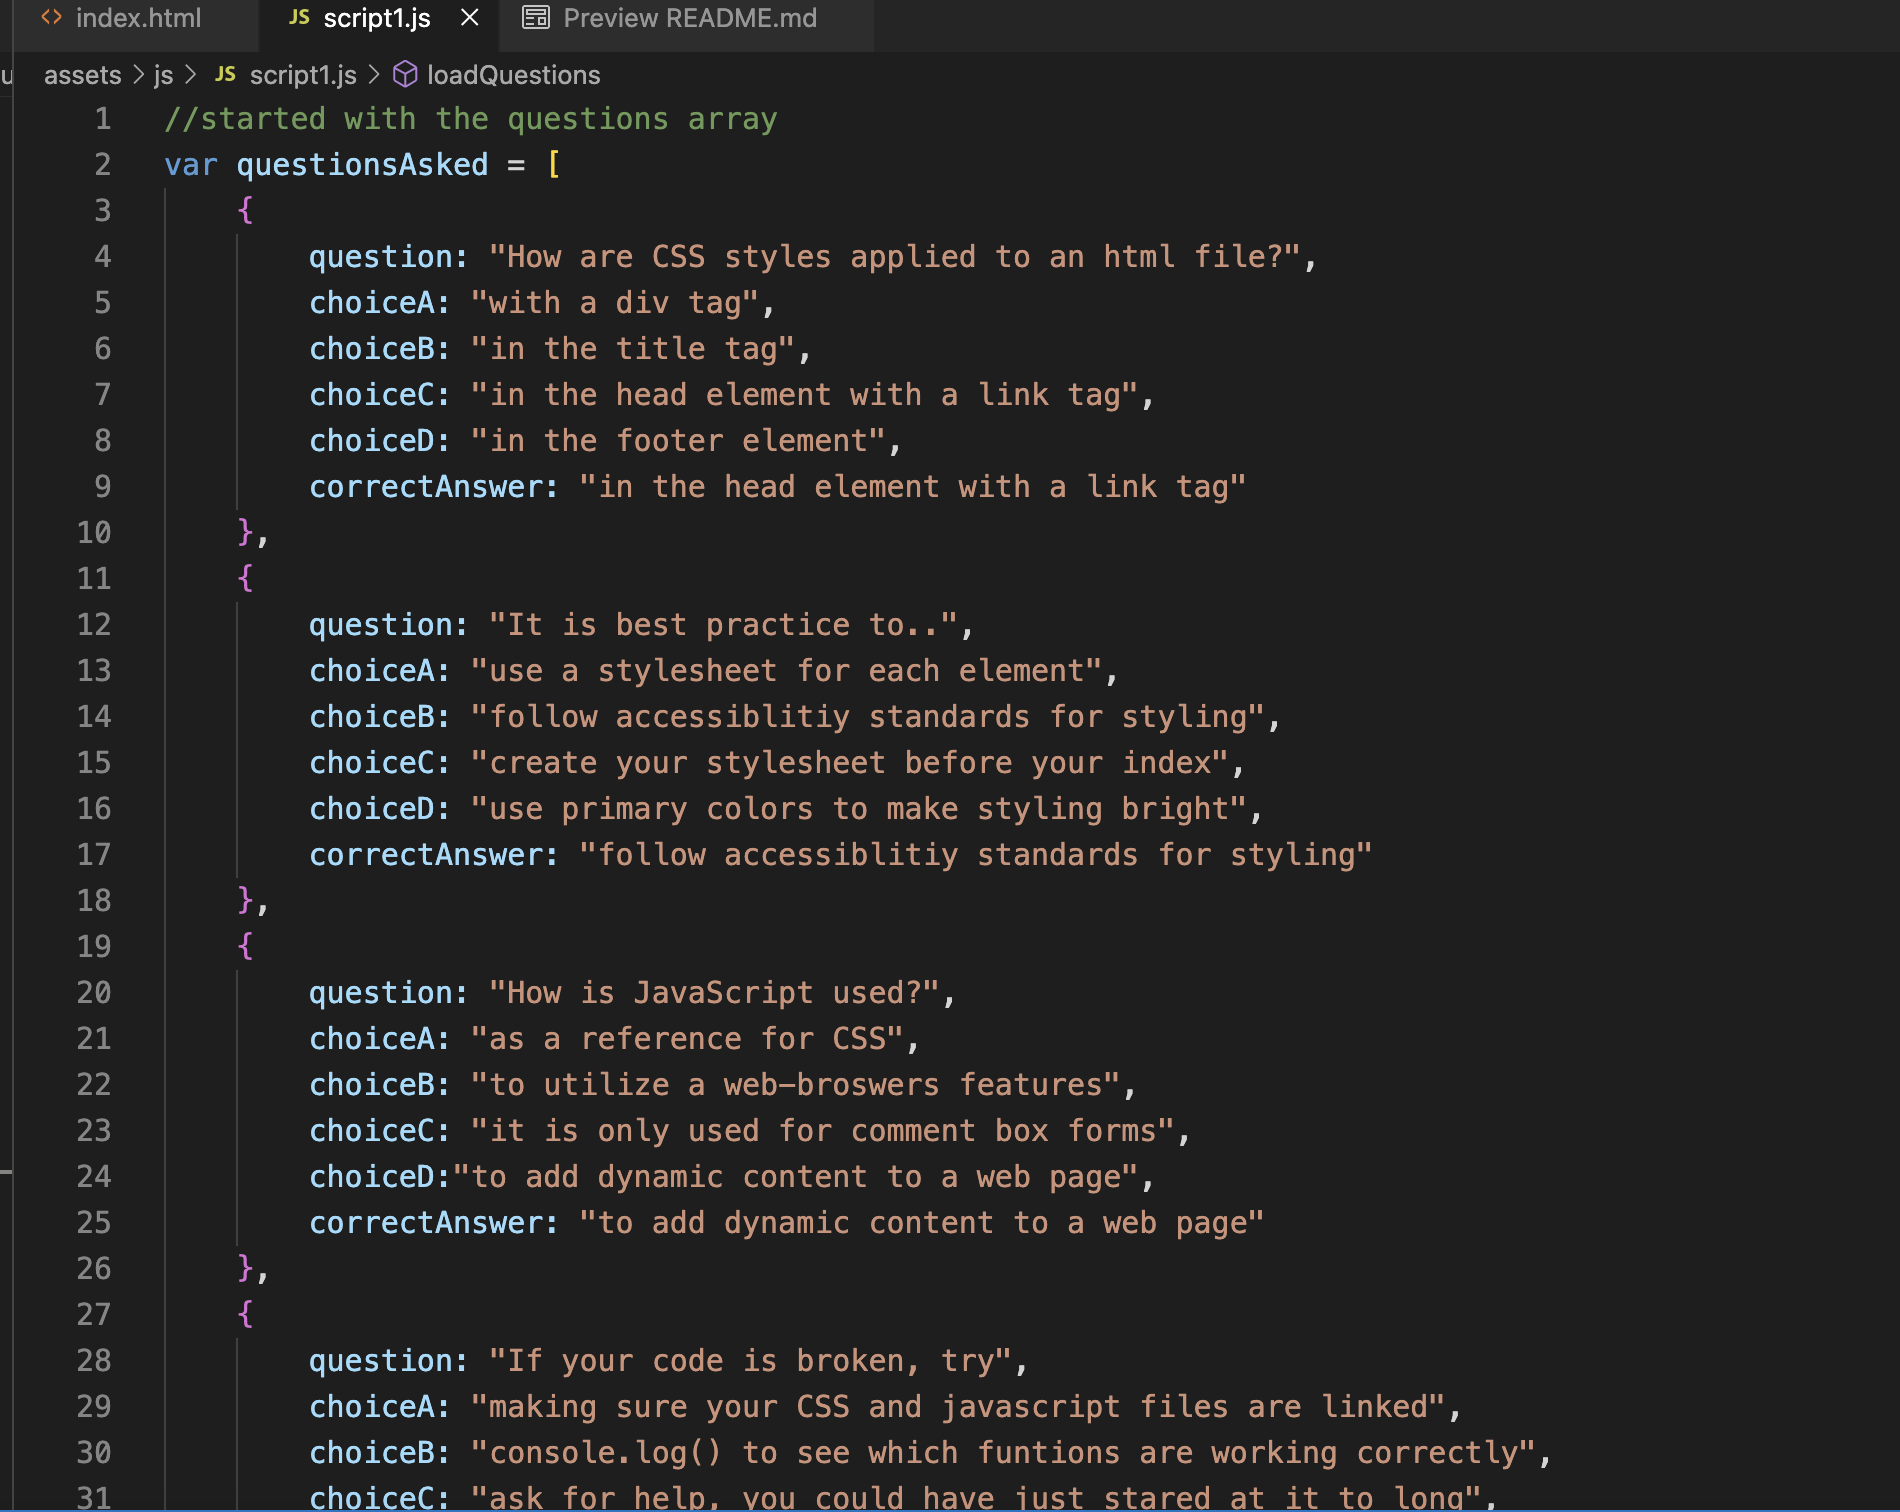 index.html JS script1.js Preview README.md
assets > js > JS script1.js > loadQuestions
1 //started with the questions array
2 var questionsAsked = [
3 {
4 question: "How are CSS styles applied to an html file?",
5 choiceA: "with a div tag",
6 choiceB: "in the title tag",
7 choiceC: "in the head element with a link tag",
8 choiceD: "in the footer element",
9 correctAnswer: "in the head element with a link tag"
10 },
11 {
12 question: "It is best practice to..",
13 choiceA: "use a stylesheet for each element",
14 choiceB: "follow accessiblitiy standards for styling",
15 choiceC: "create your stylesheet before your index",
16 choiceD: "use primary colors to make styling bright",
17 correctAnswer: "follow accessiblitiy standards for styling"
18 },
19 {
20 question: "How is JavaScript used?",
21 choiceA: "as a reference for CSS",
22 choiceB: "to utilize a web-broswers features",
23 choiceC: "it is only used for comment box forms",
24 choiceD:"to add dynamic content to a web page",
25 correctAnswer: "to add dynamic content to a web page"
26 },
27 {
28 question: "If your code is broken, try",
29 choiceA: "making sure your CSS and javascript files are linked",
30 choiceB: "console.log() to see which funtions are working correctly",
31 choiceC: "ask for help, you could have just stared at it to long",